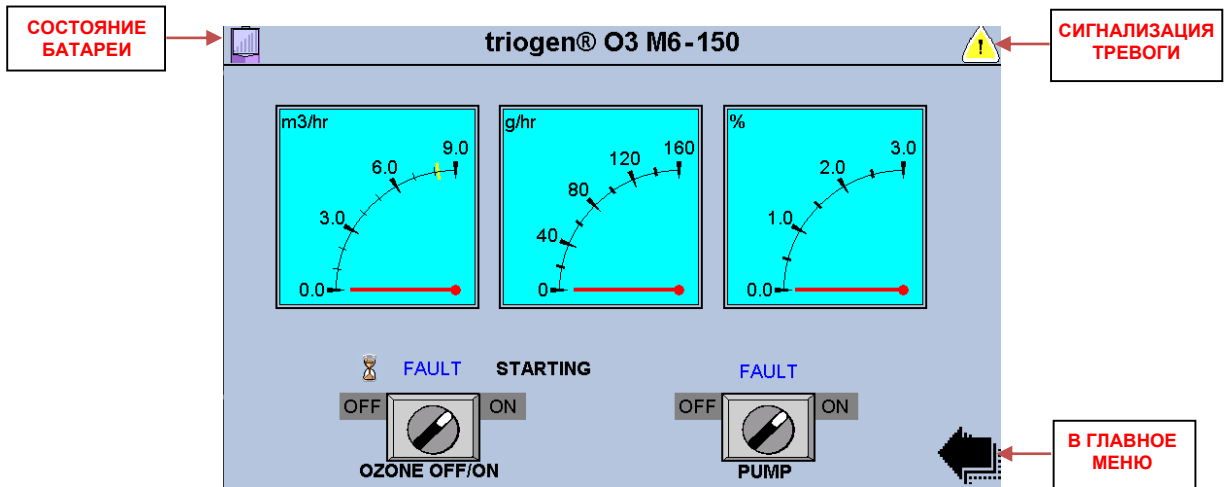 СОСТОЯНИЕ
БАТАРЕИ
triogen® O3 M6-150
!
СИГНАЛИЗАЦИЯ
ТРЕВОГИ
m3/hr
9.0
6.0
3.0
0.0
g/hr
160
120
80
40
0
%
3.0
2.0
1.0
0.0
FAULT STARTING
FAULT
OFF ON
OFF ON
OZONE OFF/ON
PUMP
В ГЛАВНОЕ
МЕНЮ